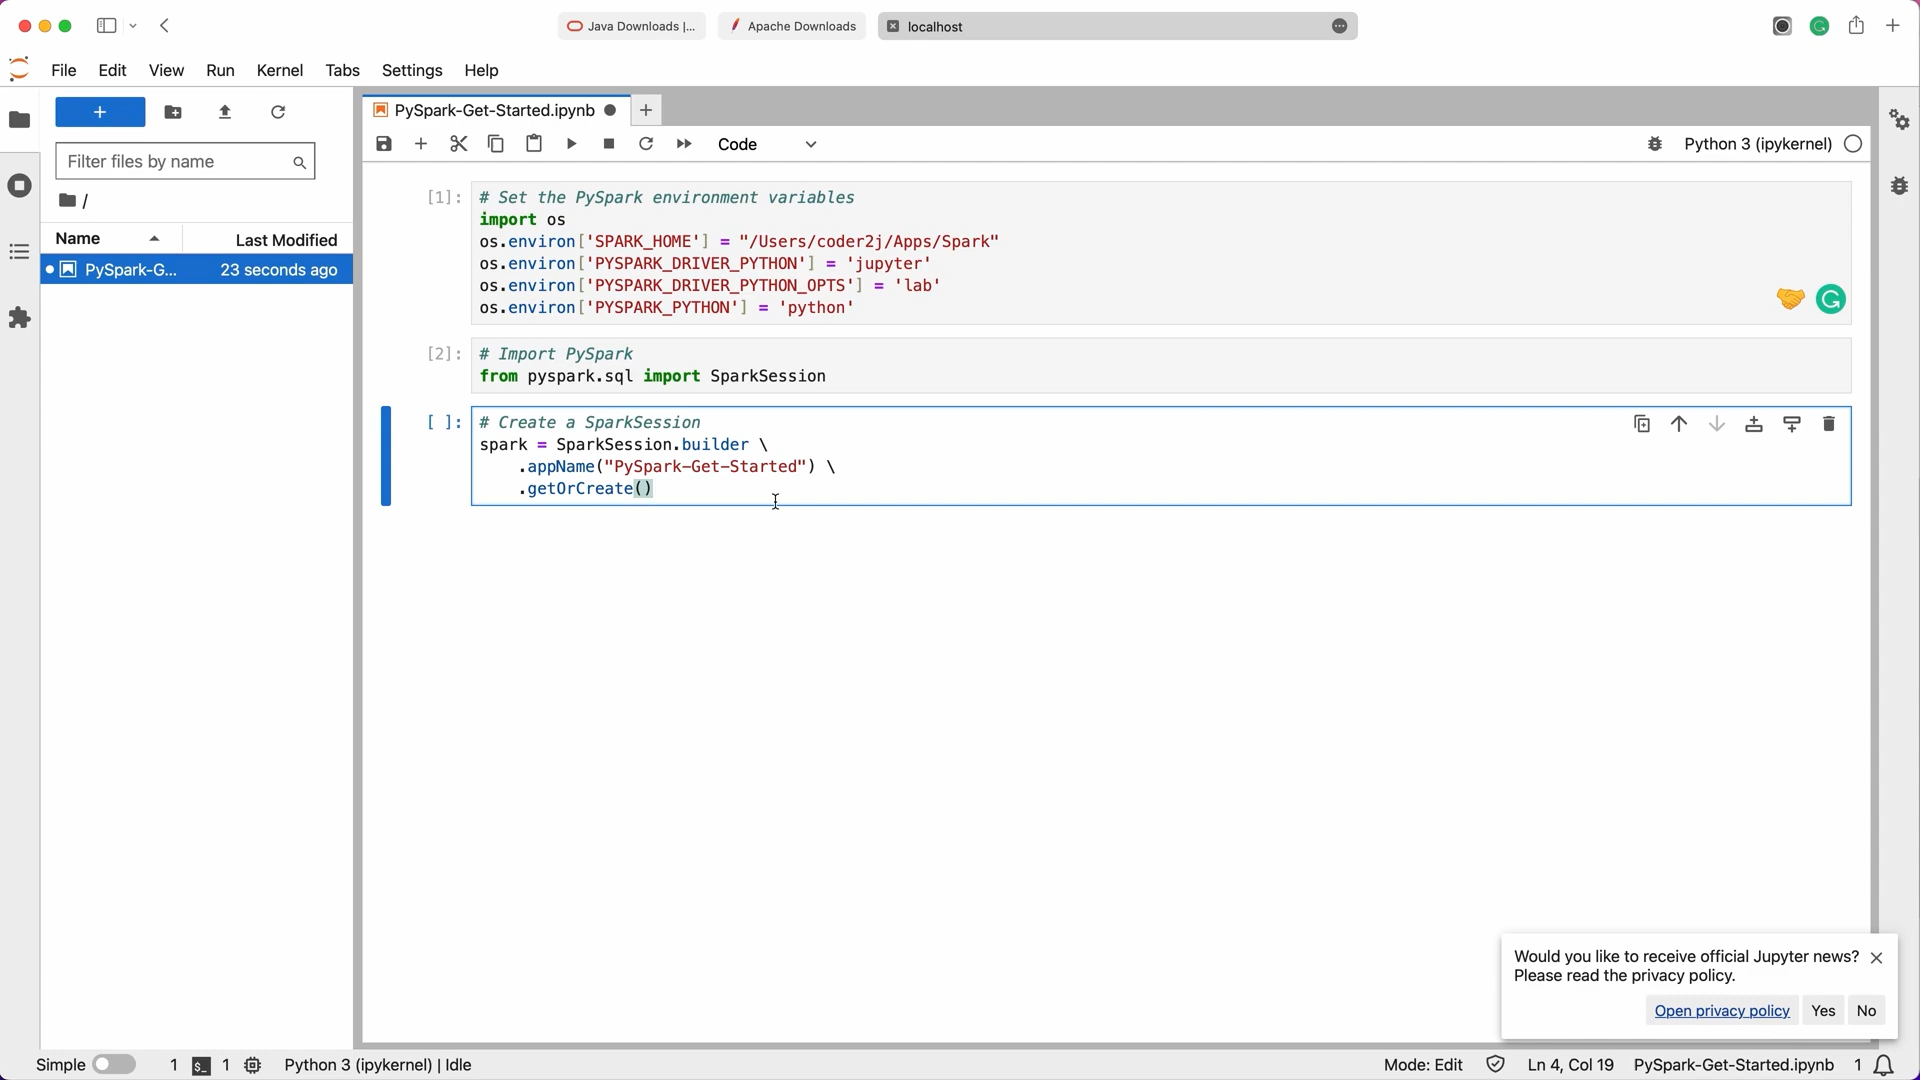 Java Downloads |...
Apache Downloads
localhost
File
Edit
View
Run
Kernel
Tabs
Settings
Help
+
Filter files by name
/
Name
Last Modified
PySpark-G...
23 seconds ago
PySpark-Get-Started.ipynb
Code
Python 3 (ipykernel)
[1]:
# Set the PySpark environment variables
import os
os.environ['SPARK_HOME'] = "/Users/coder2j/Apps/Spark"
os.environ['PYSPARK_DRIVER_PYTHON'] = 'jupyter'
os.environ['PYSPARK_DRIVER_PYTHON_OPTS'] = 'lab'
os.environ['PYSPARK_PYTHON'] = 'python'
[2]:
# Import PySpark
from pyspark.sql import SparkSession
[ ]:
# Create a SparkSession
spark = SparkSession.builder \
.appName("PySpark-Get-Started") \
.getOrCreate()
Would you like to receive official Jupyter news?
Please read the privacy policy.
Open privacy policy
Yes
No
Simple
1
1
Python 3 (ipykernel) | Idle
Mode: Edit
Ln 4, Col 19
PySpark-Get-Started.ipynb
1